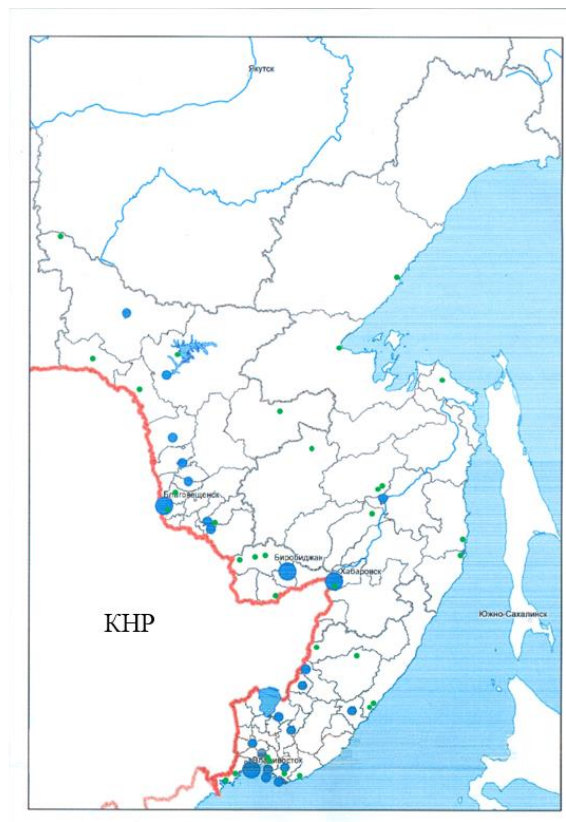 Якутск
Благовещенск
Биробиджан
Хабаровск
КНР
Южно-Сахалинск
Владивосток